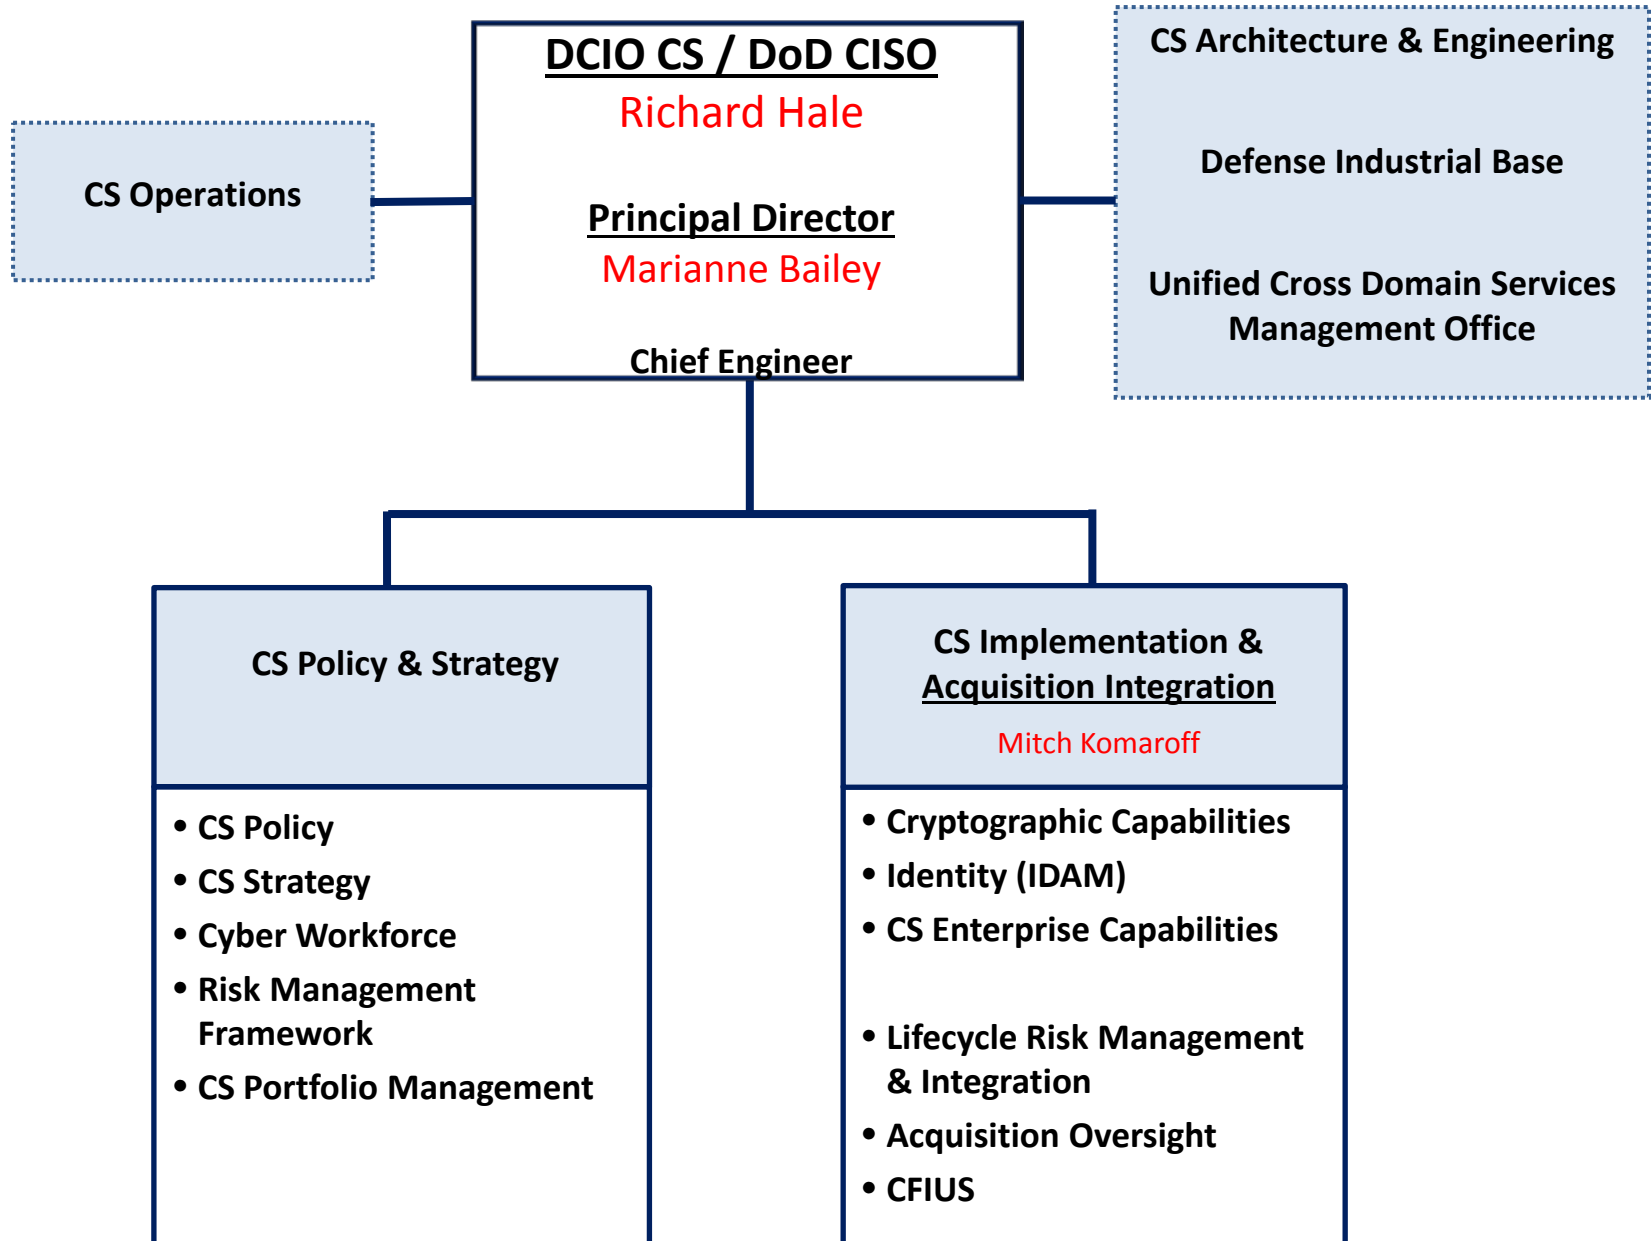 DCIO CS / DoD CISO
Richard Hale
Principal Director
Marianne Bailey
Chief Engineer
CS Operations
CS Architecture & Engineering
Defense Industrial Base
Unified Cross Domain Services
Management Office
CS Policy & Strategy
• CS Policy
• CS Strategy
• Cyber Workforce
• Risk Management
Framework
• CS Portfolio Management
CS Implementation &
Acquisition Integration
Mitch Komaroff
• Cryptographic Capabilities
• Identity (IDAM)
• CS Enterprise Capabilities
• Lifecycle Risk Management
& Integration
• Acquisition Oversight
• CFIUS